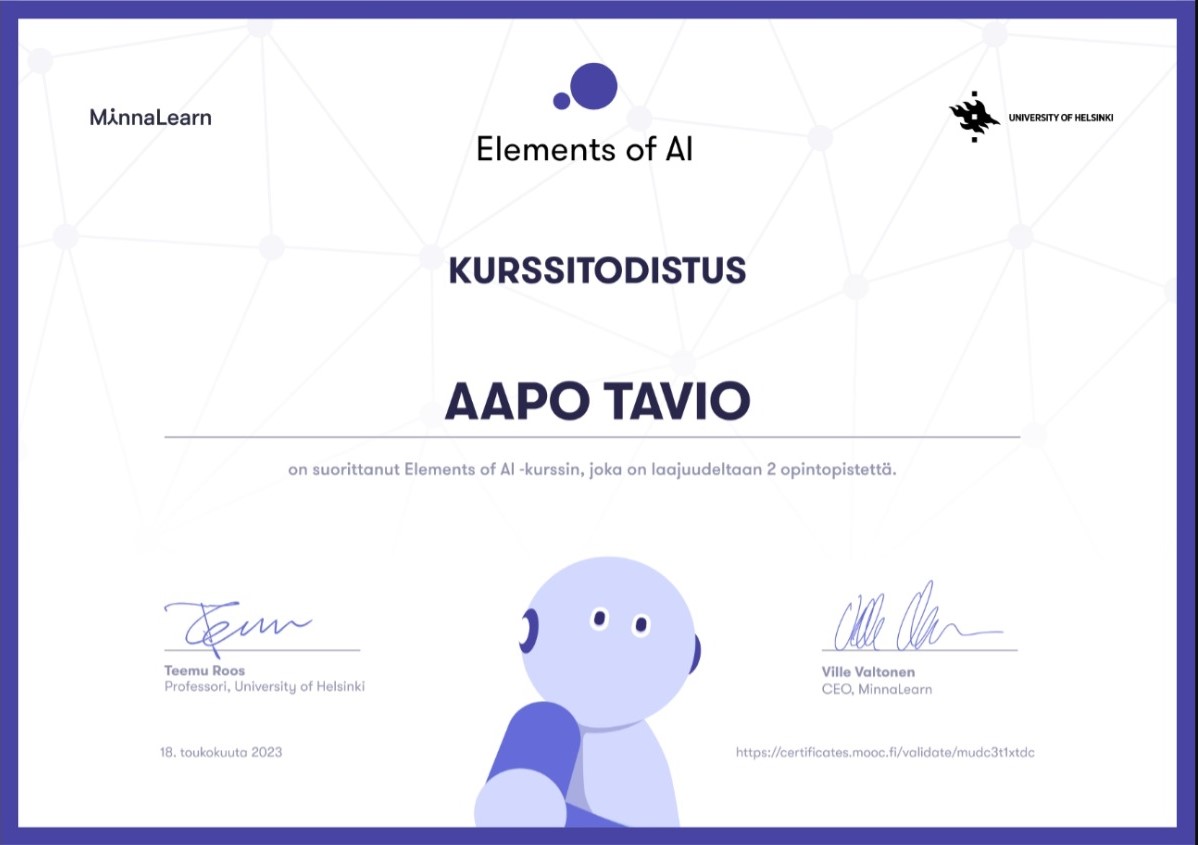 MinnaLearn
Elements of AI
UNIVERSITY OF HELSINKI
KURSSITODISTUS
AAPO TAVIO
on suorittanut Elements of AI -kurssin, joka on laajuudeltaan 2 opintopistettä.
Teemu Roos
Professori, University of Helsinki
Ville Valtonen
CEO, MinnaLearn
18. toukokuuta 2023
https://certificates.mooc.fi/validate/mudc3t1xtdc